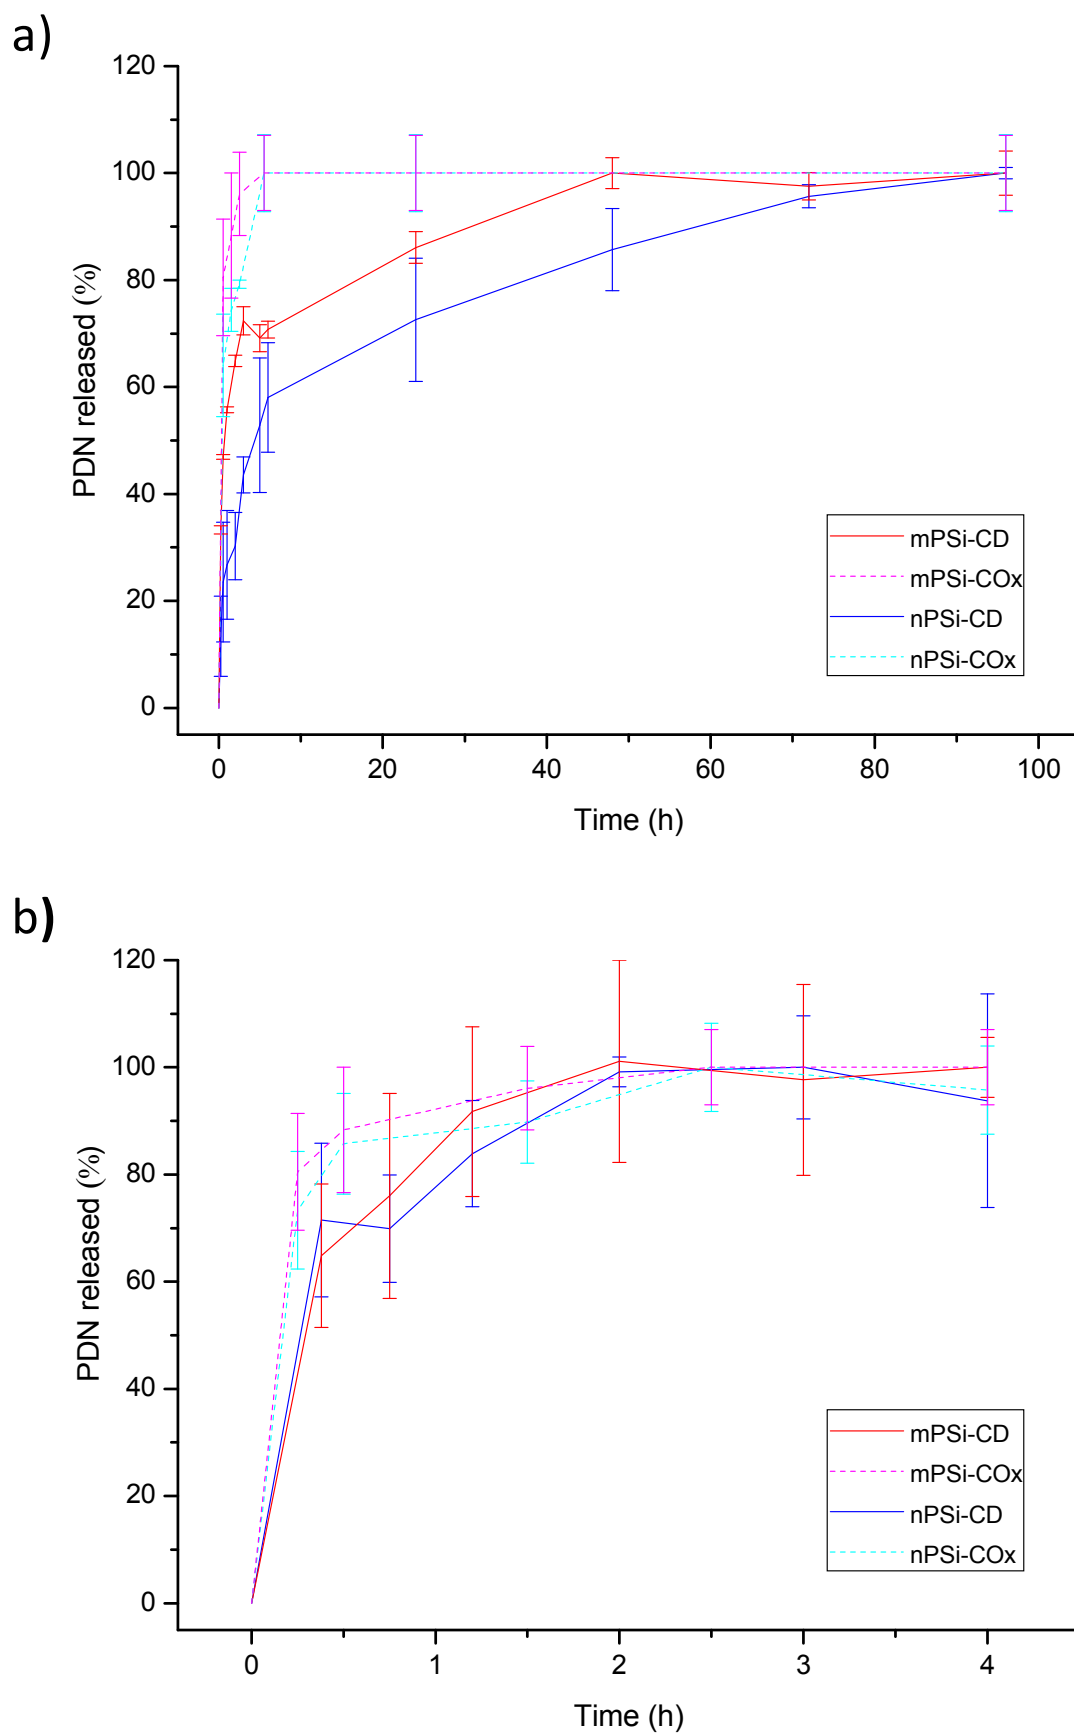 a)
120
100
80
60
40
20
0
PDN released (%)
0 20 40 60 80 100
Time (h)
mPSi-CD
mPSi-COx
nPSi-CD
nPSi-COx
b)
120
100
80
60
40
20
0
PDN released (%)
0 1 2 3 4
Time (h)
mPSi-CD
mPSi-COx
nPSi-CD
nPSi-COx